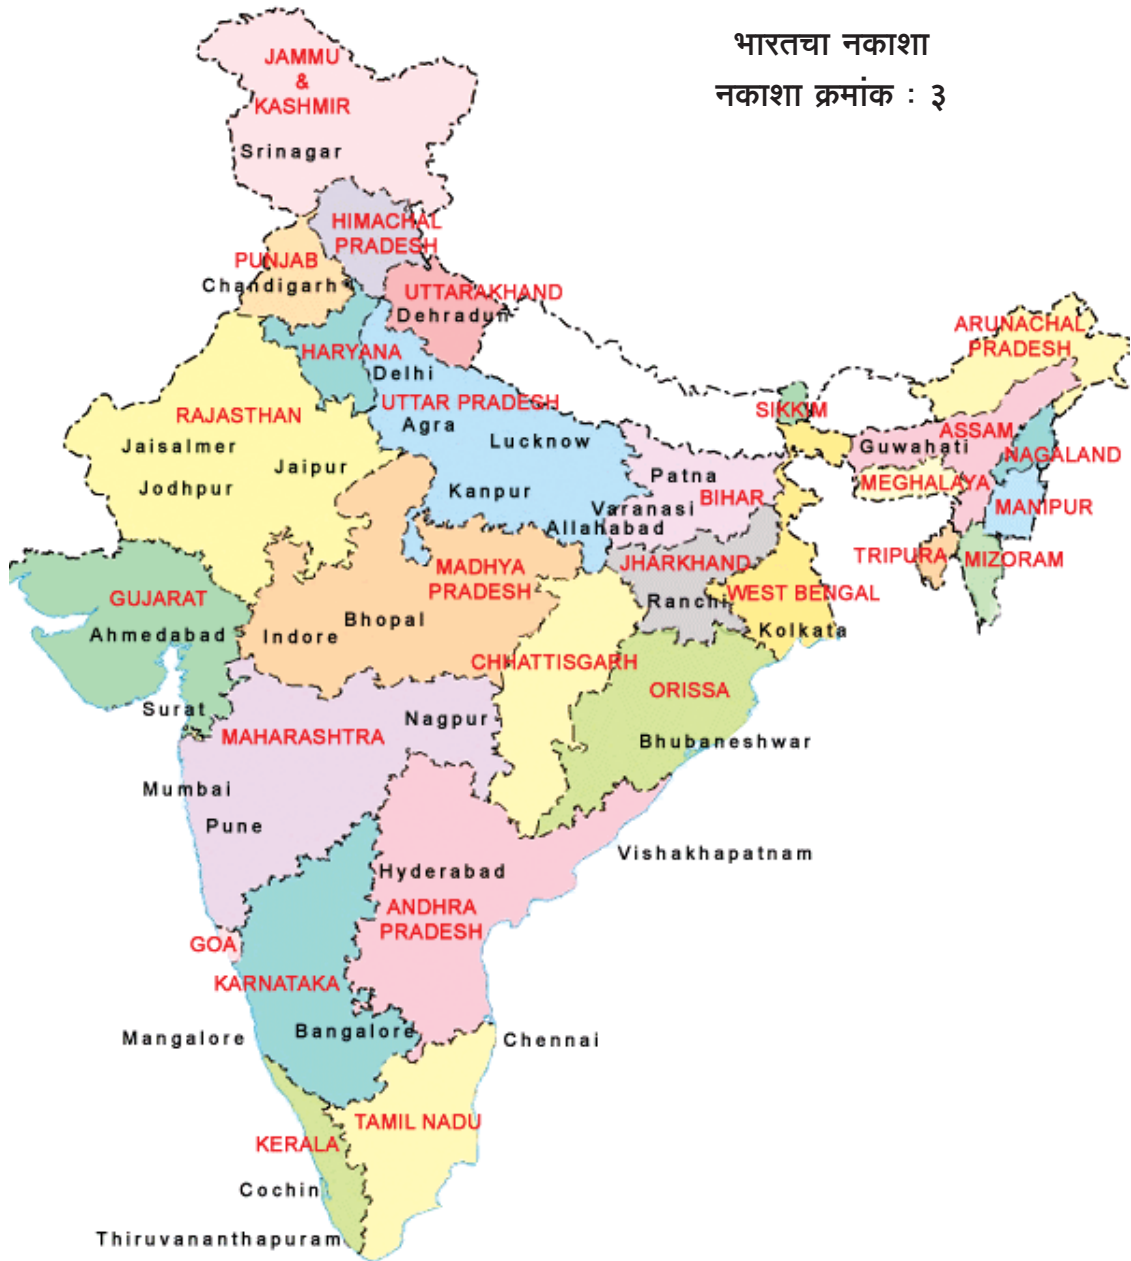 भारतचा नकाशा
नकाशा क्रमांक : ३
JAMMU
&
KASHMIR
Srinagar
HIMACHAL
PRADESH
PUNJAB
Chandigarh
UTTARAKHAND
Dehradun
HARYANA
Delhi
UTTAR PRADESH
Agra
Lucknow
Kanpur
Varanasi
Allahabad
RAJASTHAN
Jaisalmer
Jaipur
Jodhpur
ARUNACHAL
PRADESH
SIKKIM
ASSAM
Guwahati
NAGALAND
MEGHALAYA
MANIPUR
TRIPURA
MIZORAM
Patna
BIHAR
JHARKHAND
Ranchi
WEST BENGAL
Kolkata
MADHYA
PRADESH
Bhopal
Indore
GUJARAT
Ahmedabad
Surat
CHHATTISGARH
ORISSA
Bhubaneshwar
Nagpur
MAHARASHTRA
Mumbai
Pune
Vishakhapatnam
Hyderabad
ANDHRA
PRADESH
GOA
KARNATAKA
Bangalore
Mangalore
Chennai
TAMIL NADU
KERALA
Cochin
Thiruvananthapuram